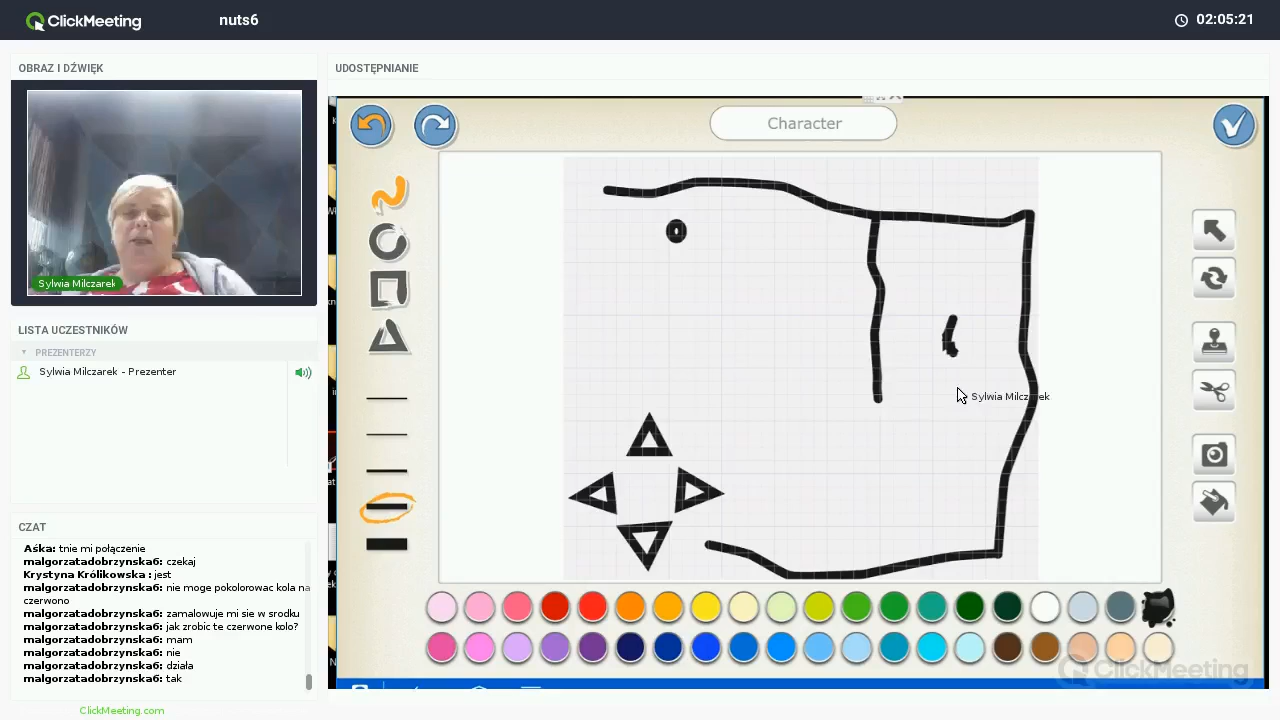 ClickMeeting
nuts6
02:05:21
OBRAZ I DŹWIĘK
UDOSTĘPNIANIE
Character
Sylwia Milczarek
LISTA UCZESTNIKÓW
PREZENTERZY
Sylwia Milczarek - Prezenter
Sylwia Milczarek
CZAT
Aśka: tnie mi połączenie
malgorzatadobrzynska6: czekaj
Krystyna Królikowska : jest
malgorzatadobrzynska6: nie moge pokolorowac kola na
czerwono
malgorzatadobrzynska6: zamalowuje mi sie w srodku
malgorzatadobrzynska6: jak zrobic te czerwone kolo?
malgorzatadobrzynska6: mam
malgorzatadobrzynska6: nie
malgorzatadobrzynska6: działa
malgorzatadobrzynska6: tak
ClickMeeting
ClickMeeting.com